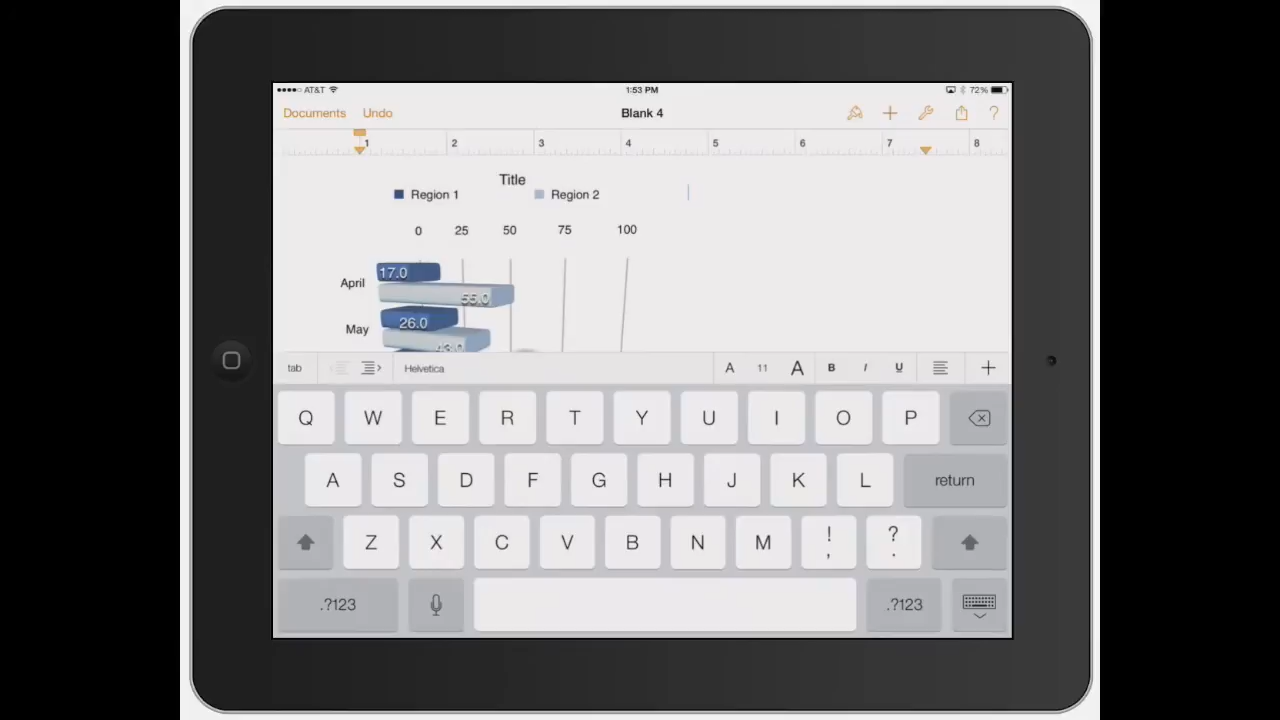 AT&T 1:53 PM 72%
Documents Undo Blank 4 ?
1 2 3 4 5 6 7 8
Title
Region 1 Region 2
0 25 50 75 100
April 17.0
55.0
May 26.0
43.0
tab Helvetica A 11 A B I U
Q W E R T Y U I O P
A S D F G H J K L return
Z X C V B N M ! , ? .
.?123 .?123